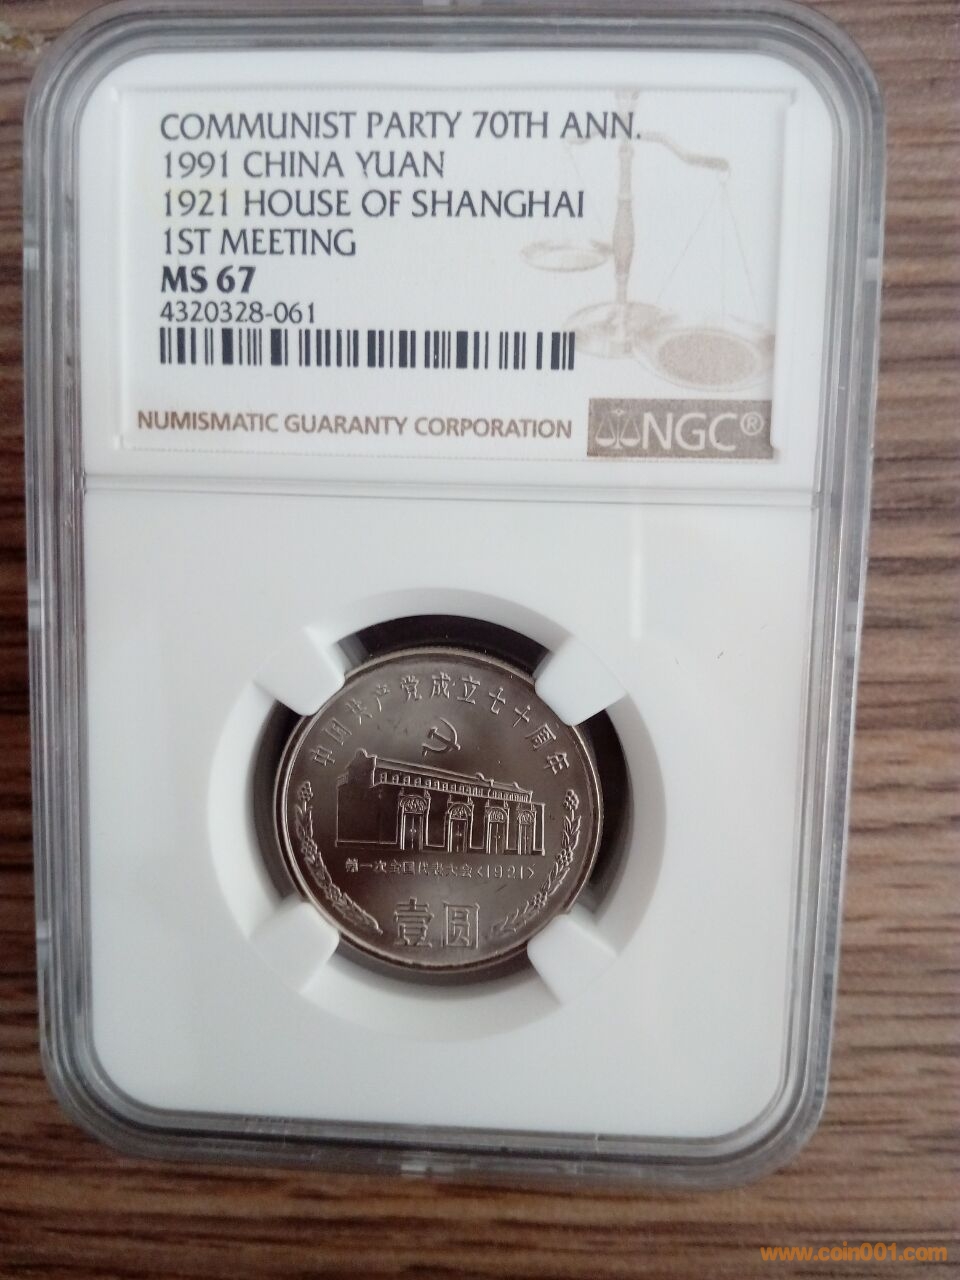 COMMUNIST PARTY 70TH ANN.
1991 CHINA YUAN
1921 HOUSE OF SHANGHAI
1ST MEETING
MS 67
4320328-061
NUMISMATIC GUARANTY CORPORATION
NGC®
中国共产党成立七十周年
第一次全国代表大会<1921>
壹圆
www.coin001.com